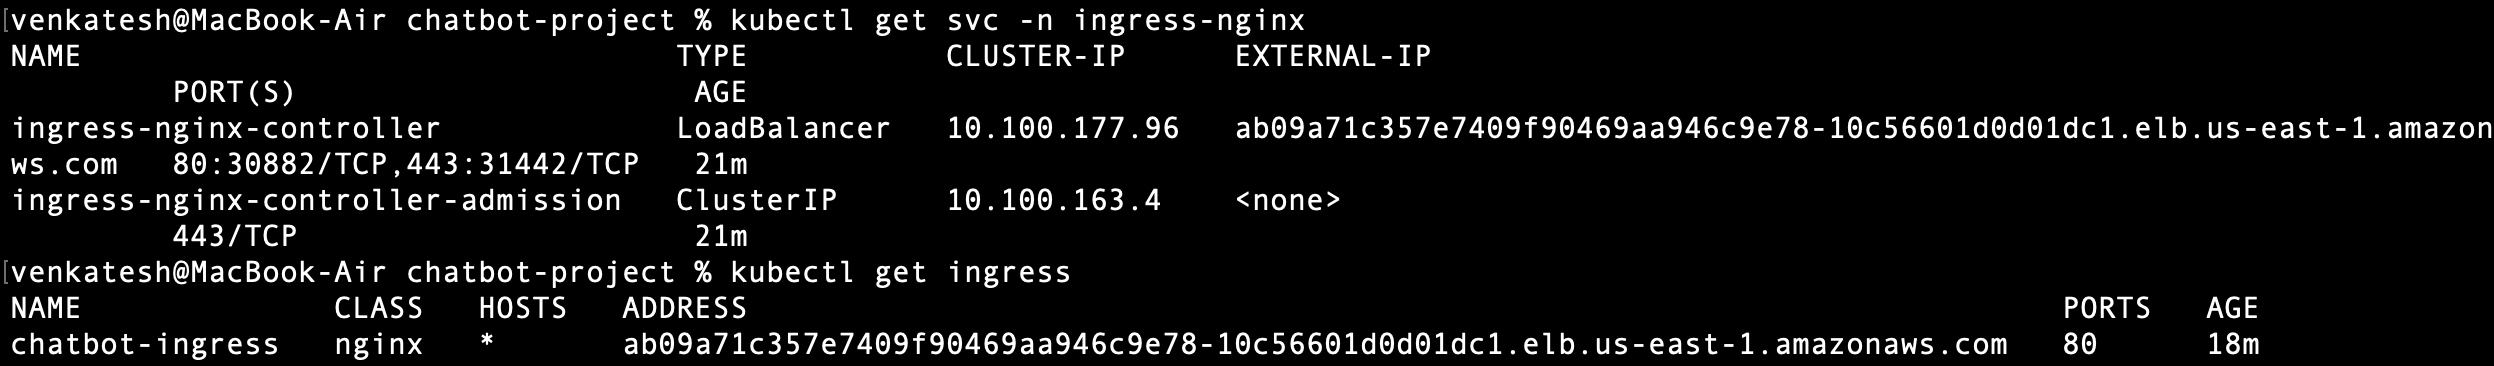 venkatesh@MacBook-Air chatbot-project % kubectl get svc -n ingress-nginx
NAME TYPE CLUSTER-IP EXTERNAL-IP
PORT(S) AGE
ingress-nginx-controller LoadBalancer 10.100.177.96 ab09a71c357e7409f90469aa946c9e78-10c56601d0d01dc1.elb.us-east-1.amazon
ws.com 80:30882/TCP,443:31442/TCP 21m
ingress-nginx-controller-admission ClusterIP 10.100.163.4 <none>
443/TCP 21m
venkatesh@MacBook-Air chatbot-project % kubectl get ingress
NAME CLASS HOSTS ADDRESS PORTS AGE
chatbot-ingress nginx * ab09a71c357e7409f90469aa946c9e78-10c56601d0d01dc1.elb.us-east-1.amazonaws.com 80 18m